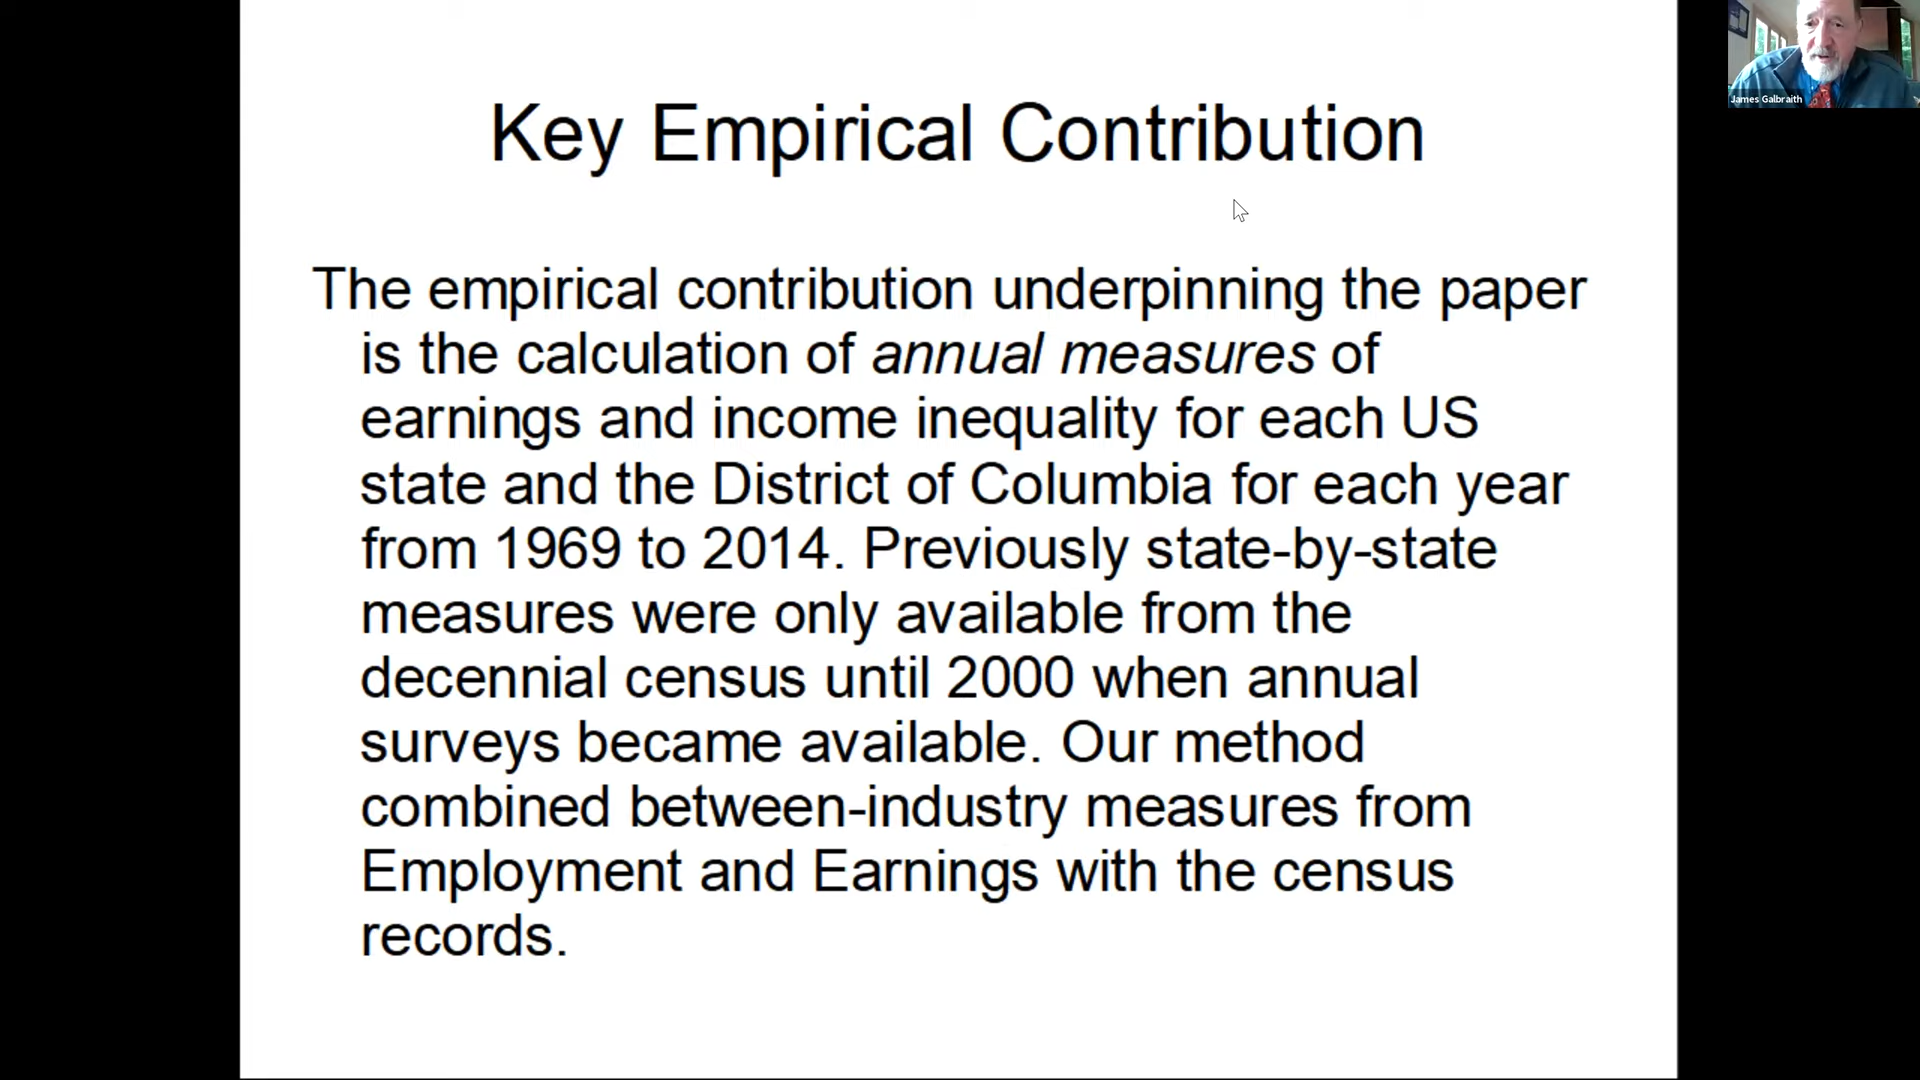 James Galbraith
Key Empirical Contribution
The empirical contribution underpinning the paper
is the calculation of annual measures of
earnings and income inequality for each US
state and the District of Columbia for each year
from 1969 to 2014. Previously state-by-state
measures were only available from the
decennial census until 2000 when annual
surveys became available. Our method
combined between-industry measures from
Employment and Earnings with the census
records.